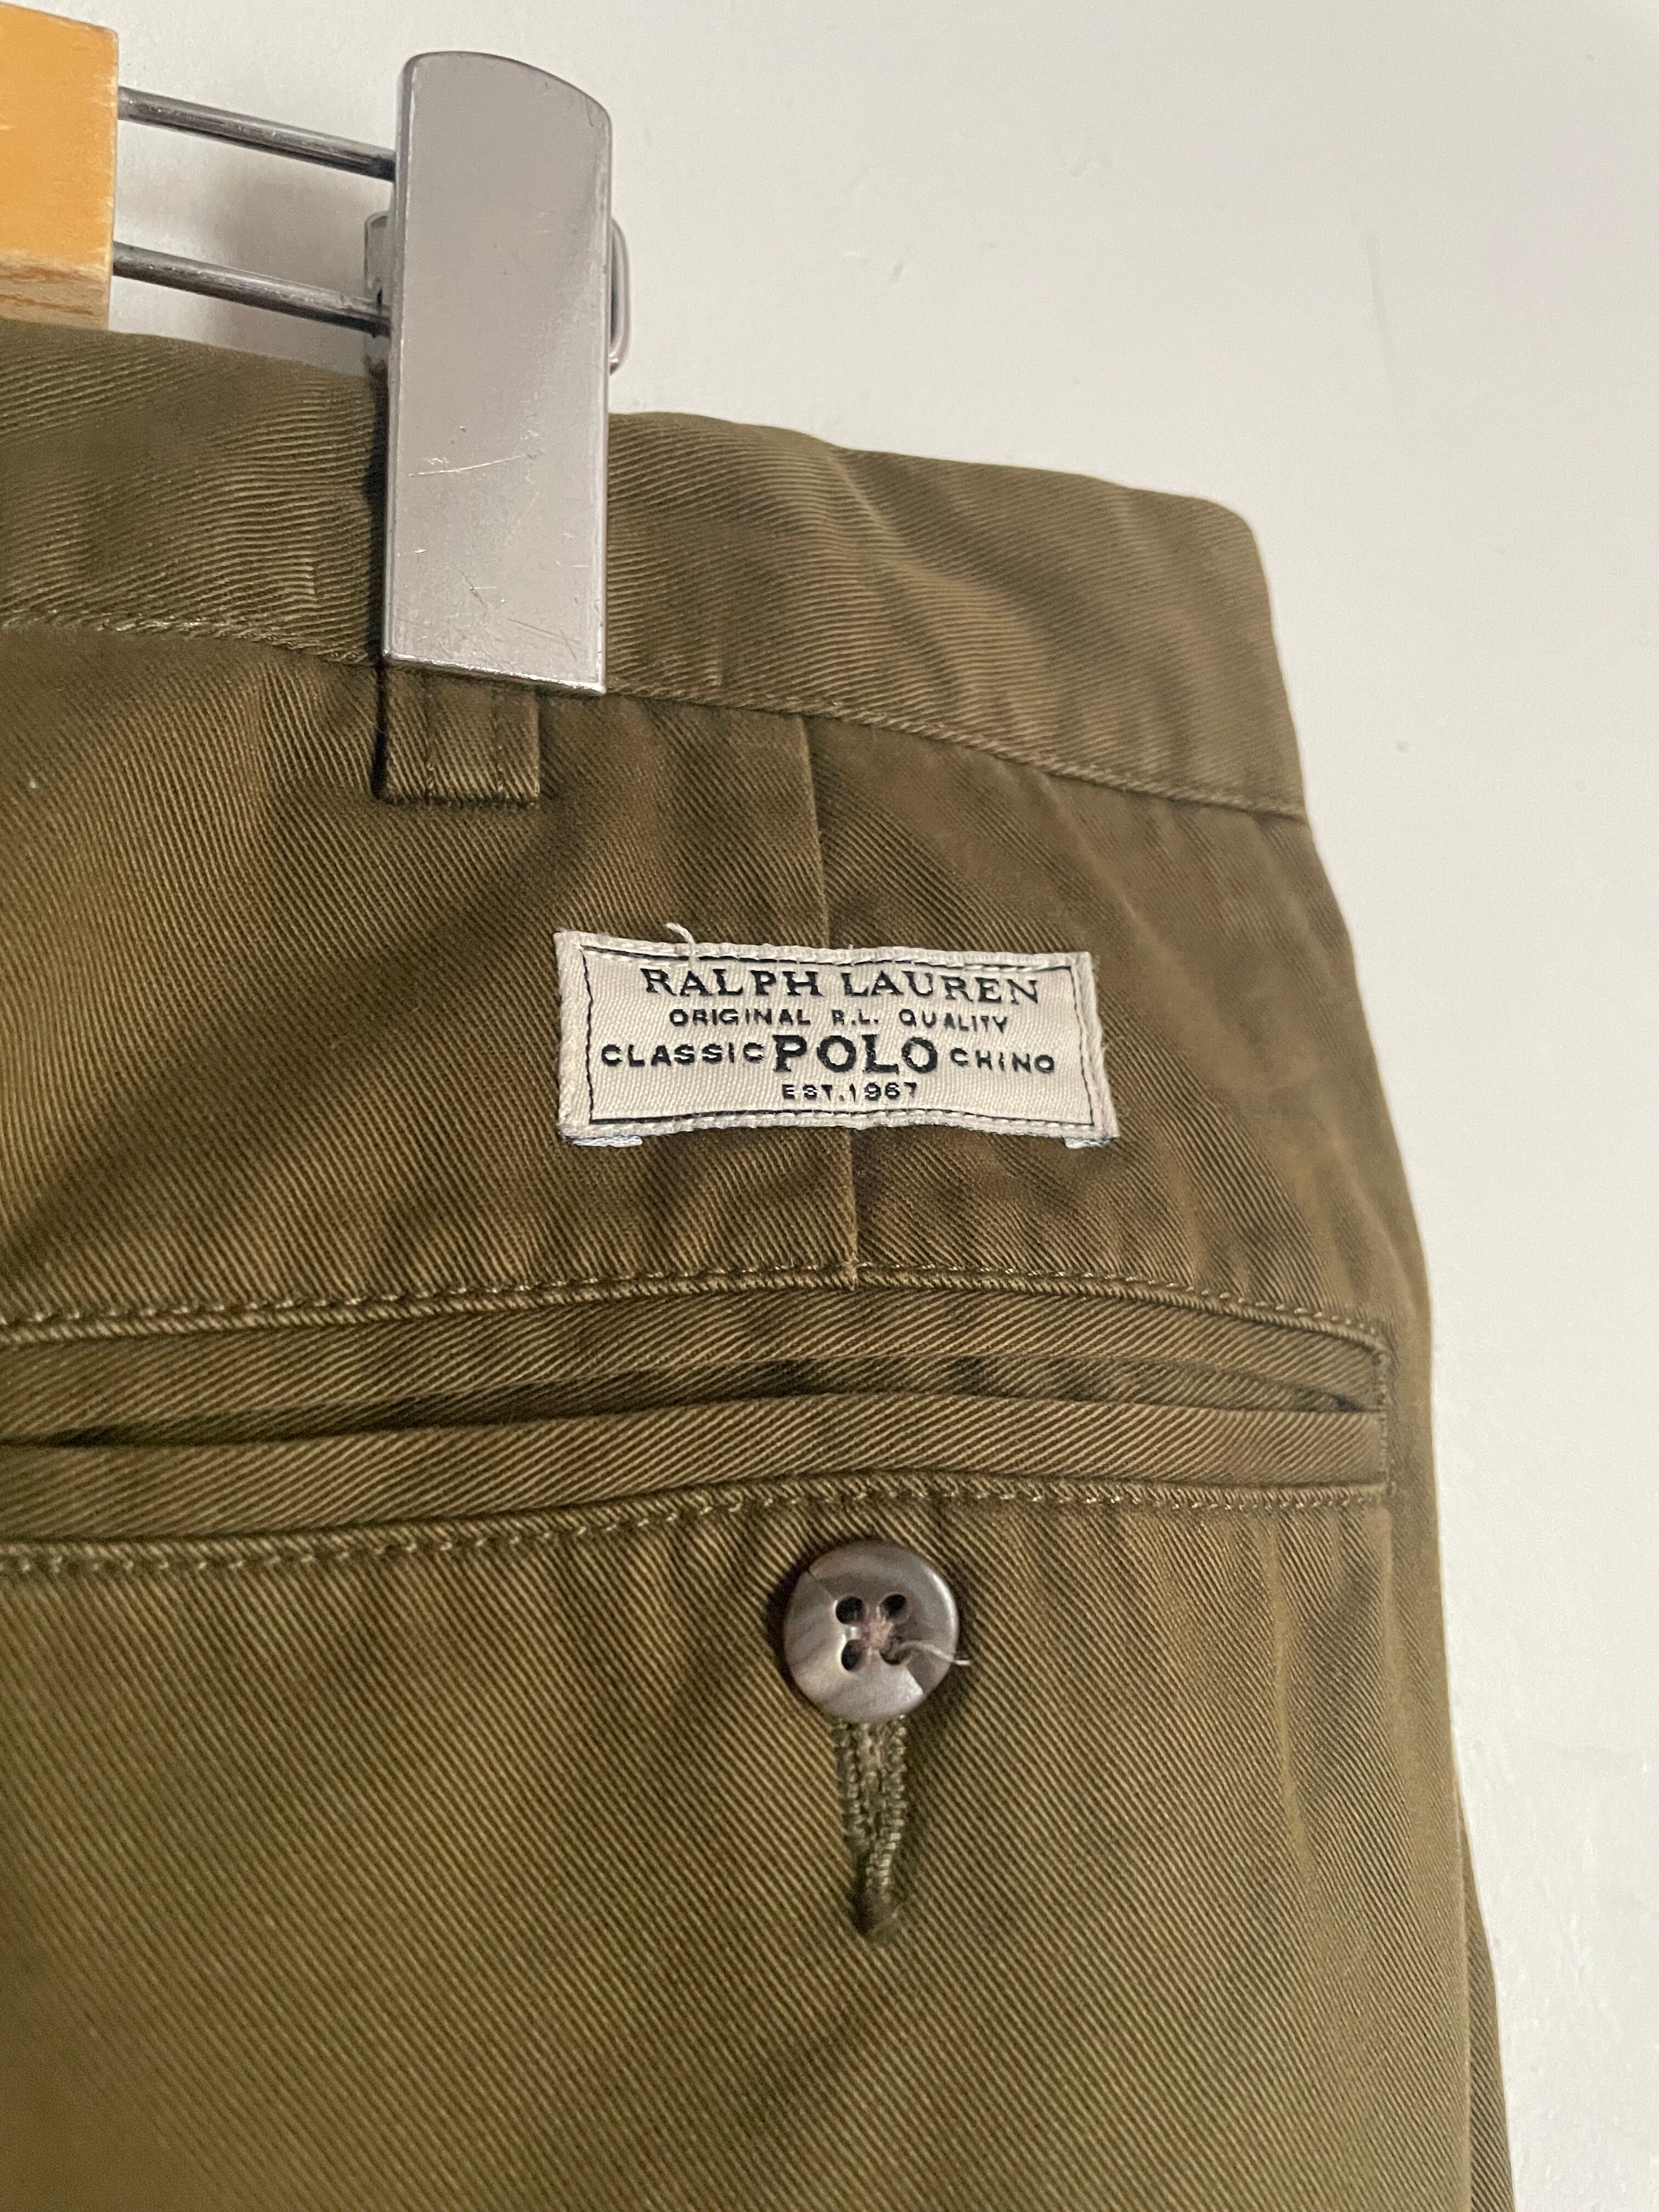 RALPH LAUREN
ORIGINAL R.L. QUALITY
CLASSIC POLO CHINO
EST.1967